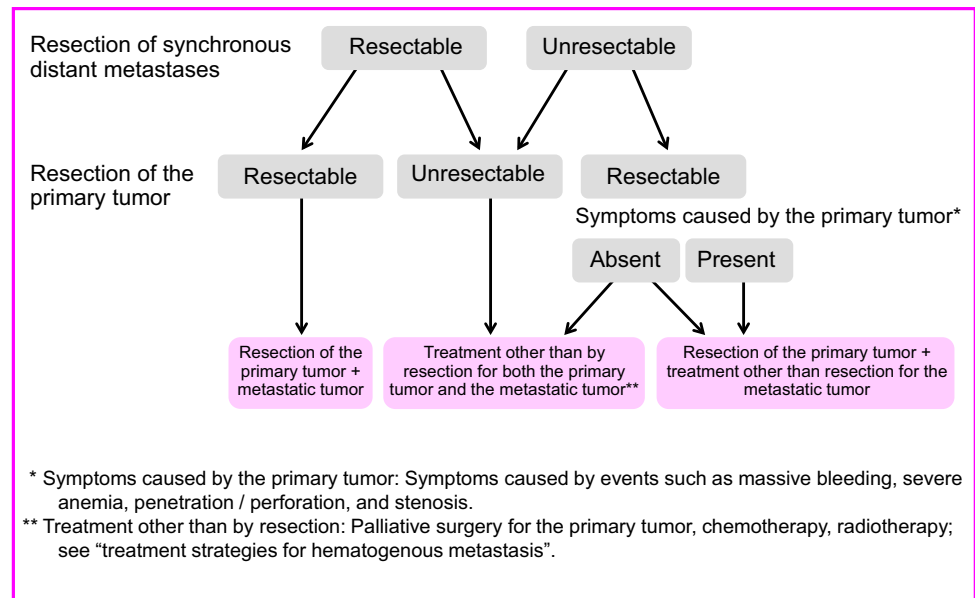 Resection of synchronous
distant metastases
Resectable
Unresectable
Resection of the
primary tumor
Resectable
Unresectable
Resectable
Symptoms caused by the primary tumor*
Absent
Present
Resection of the
primary tumor +
metastatic tumor
Treatment other than by
resection for both the primary
tumor and the metastatic tumor**
Resection of the primary tumor +
treatment other than resection for the
metastatic tumor
* Symptoms caused by the primary tumor: Symptoms caused by events such as massive bleeding, severe
anemia, penetration / perforation, and stenosis.
** Treatment other than by resection: Palliative surgery for the primary tumor, chemotherapy, radiotherapy;
see “treatment strategies for hematogenous metastasis”.